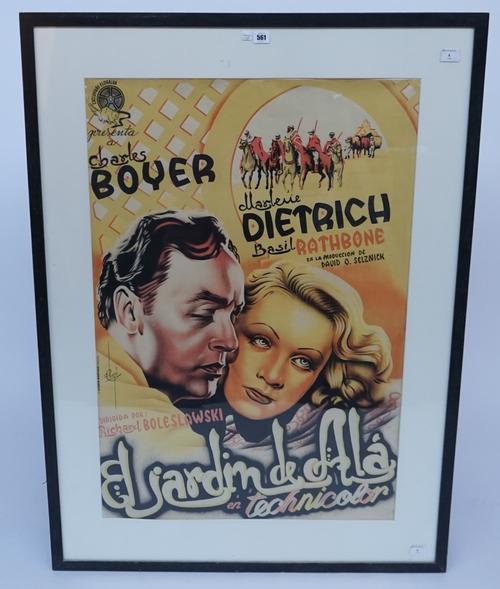 561
presenta
a
Charles
BOYER
Marlene
DIETRICH
Basil RATHBONE
EN LA PRODUCCION DE
DAVID O. SELZNICK
DIRIGIDA POR:
Richard BOLESLAWSKI
El jardín de Alá
en technicolor